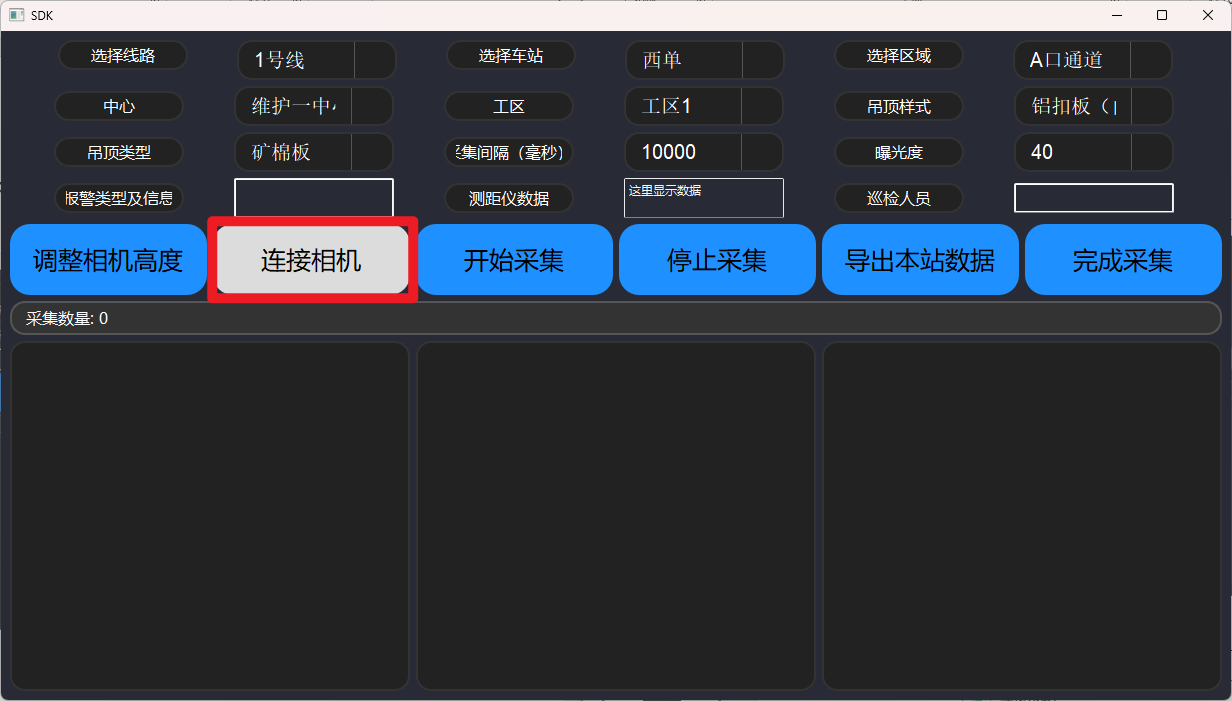 SDK
选择线路 1号线 选择车站 西单 选择区域 A口通道
中心 维护一中 工区 工区1 吊顶样式 铝扣板（
吊顶类型 矿棉板 采集间隔（毫秒） 10000 曝光度 40
报警类型及信息 测距仪数据 这里显示数据 巡检人员
调整相机高度 连接相机 开始采集 停止采集 导出本站数据 完成采集
采集数量: 0